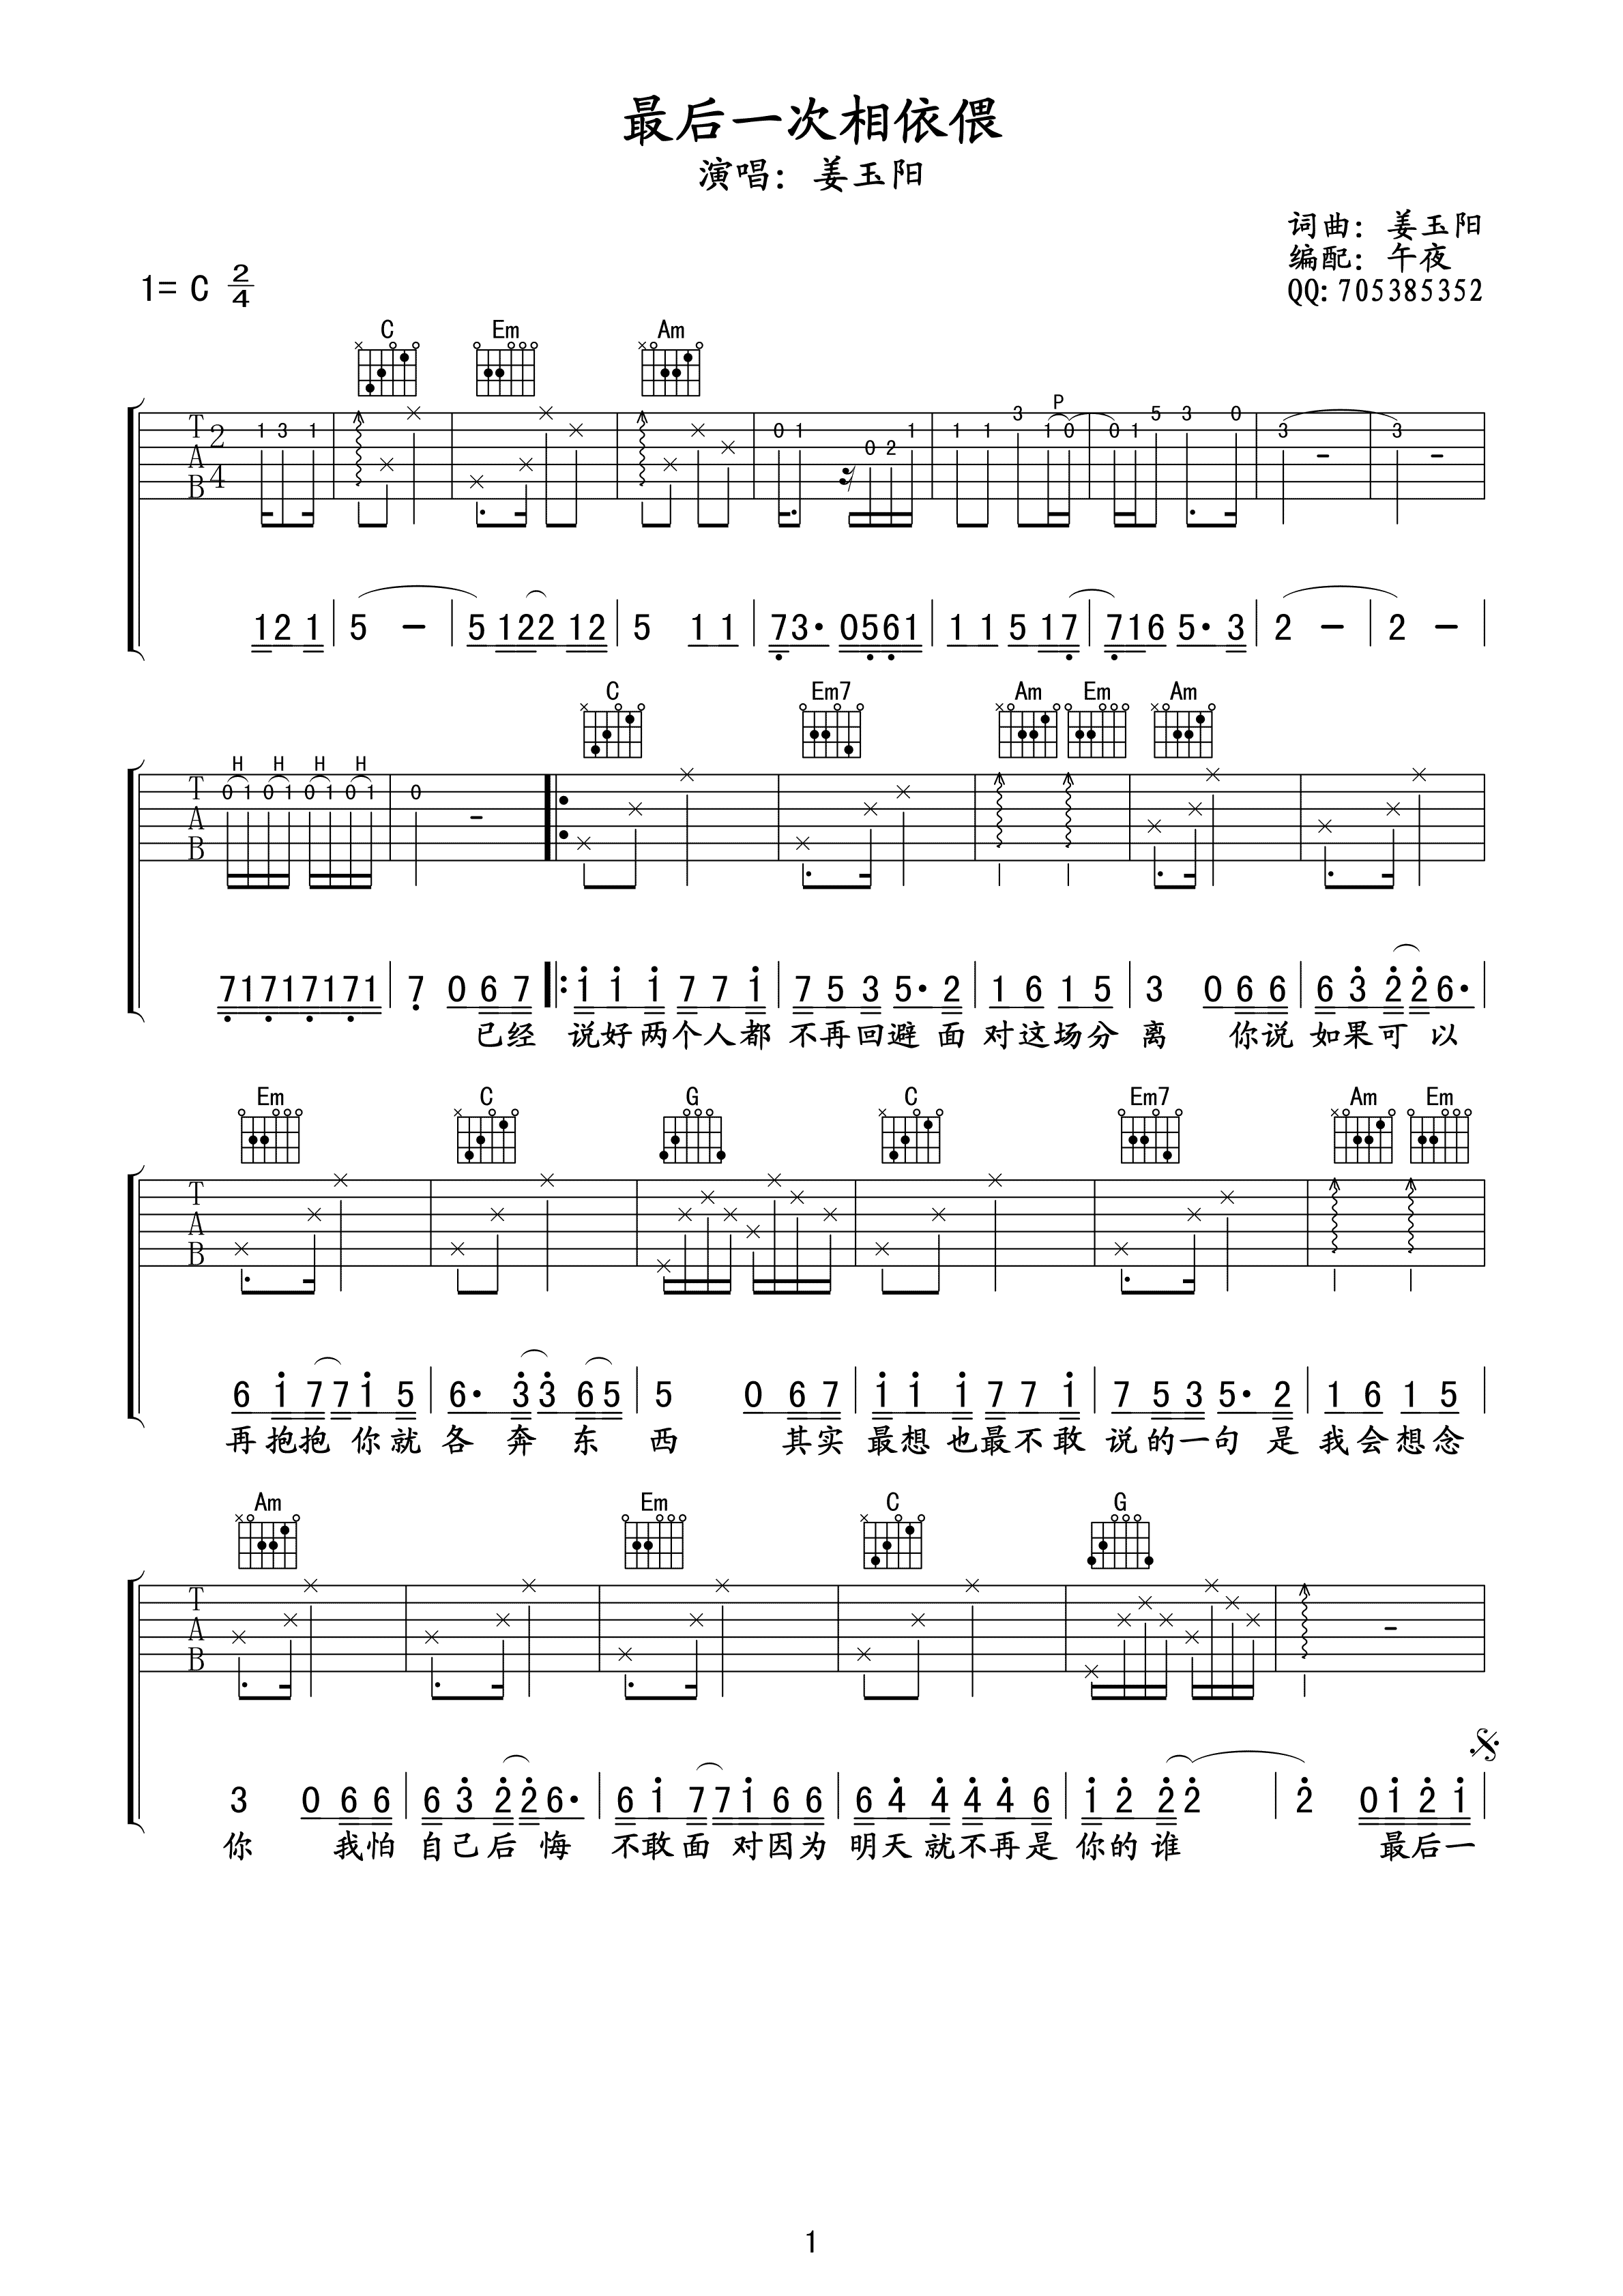 最后一次相依偎
演唱：姜玉阳
词曲：姜玉阳
编配：午夜
QQ:705385352
1= C 2/4
C Em Am
P
T 2 1 3 1 0 1 0 2 1 1 1 3 1 0 0 1 5 3 0 3 3
A
B 4
1 2 1 | 5 – | 5 1 2 2 1 2 | 5 1 1 | 7 3· 0 5 6 1 | 1 1 5 1 7 | 7 1 6 5· 3 | 2 – | 2 – |
C Em7 Am Em Am
H H H H
T 0 1 0 1 0 1 0 1 0
A
B
7 1 7 1 7 1 7 1 | 7 0 6 7 |: 1 1 1 7 7 1 | 7 5 3 5· 2 | 1 6 1 5 | 3 0 6 6 | 6 3 2 2 6· |
已经 说好两个人都 不再回避 面 对这场分 离 你说 如果可 以
Em C G C Em7 Am Em
T
A
B
6 1 7 7 1 5 | 6· 3 3 6 5 | 5 0 6 7 | 1 1 1 7 7 1 | 7 5 3 5· 2 | 1 6 1 5 |
再抱抱 你就 各 奔 东 西 其实 最想也最不敢 说的一句 是 我会想念
Am Em C G
T
A
B
3 0 6 6 | 6 3 2 2 6· | 6 1 7 7 1 6 6 | 6 4 4 4 4 6 | 1 2 2 2 | 2 0 1 2 1 |
你 我怕 自己后 悔 不敢面 对因为 明天就不再是 你的谁 最后一
1